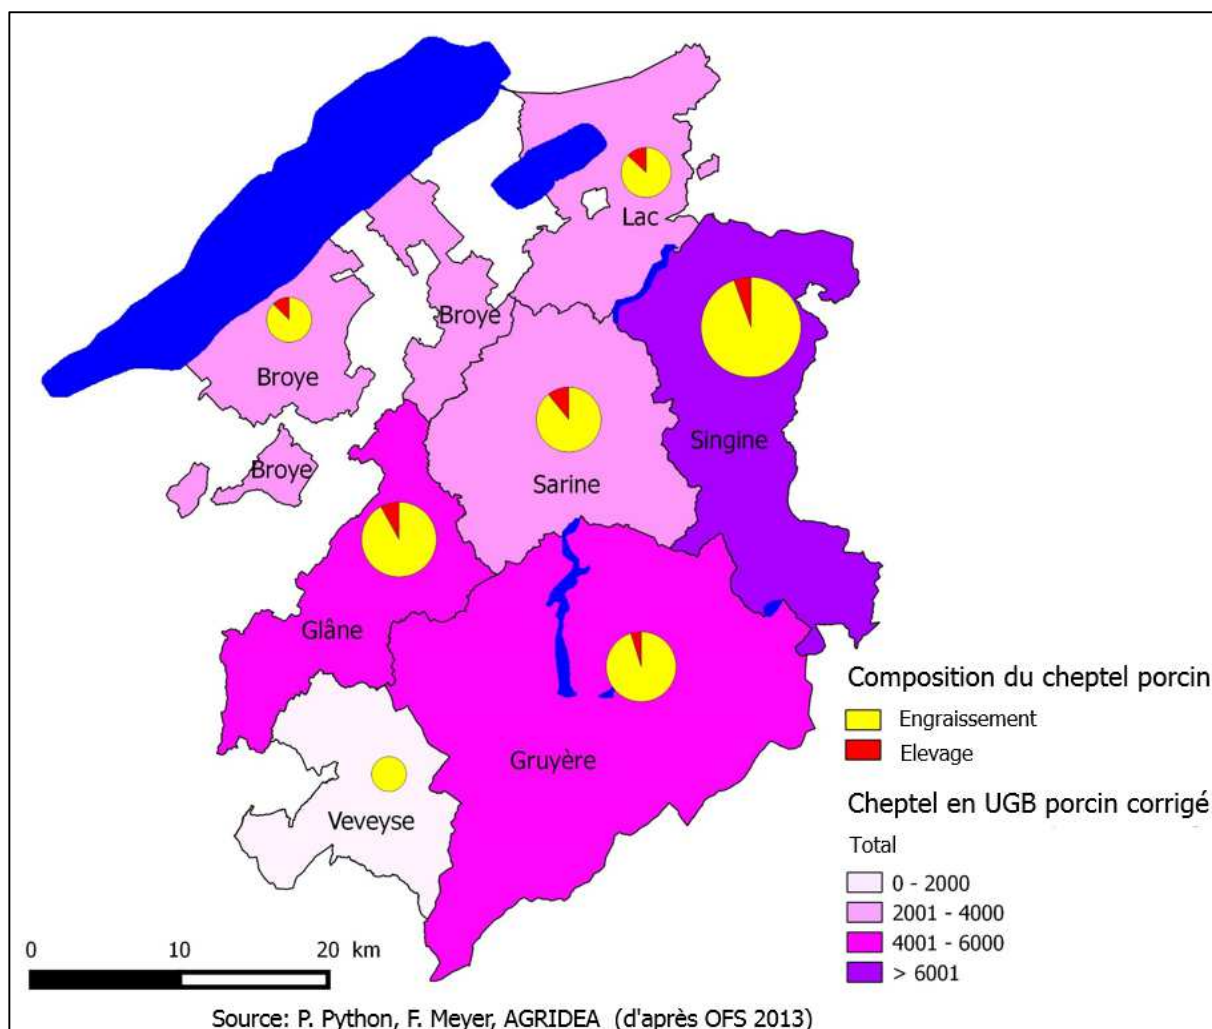 Lac
Broye
Broye
Singine
Broye
Sarine
Glâne
Gruyère
Veveyse
Composition du cheptel porcin
Engraissement
Elevage
Cheptel en UGB porcin corrigé
Total
0 - 2000
2001 - 4000
4001 - 6000
> 6001
0 10 20 km
Source: P. Python, F. Meyer, AGRIDEA (d'après OFS 2013)